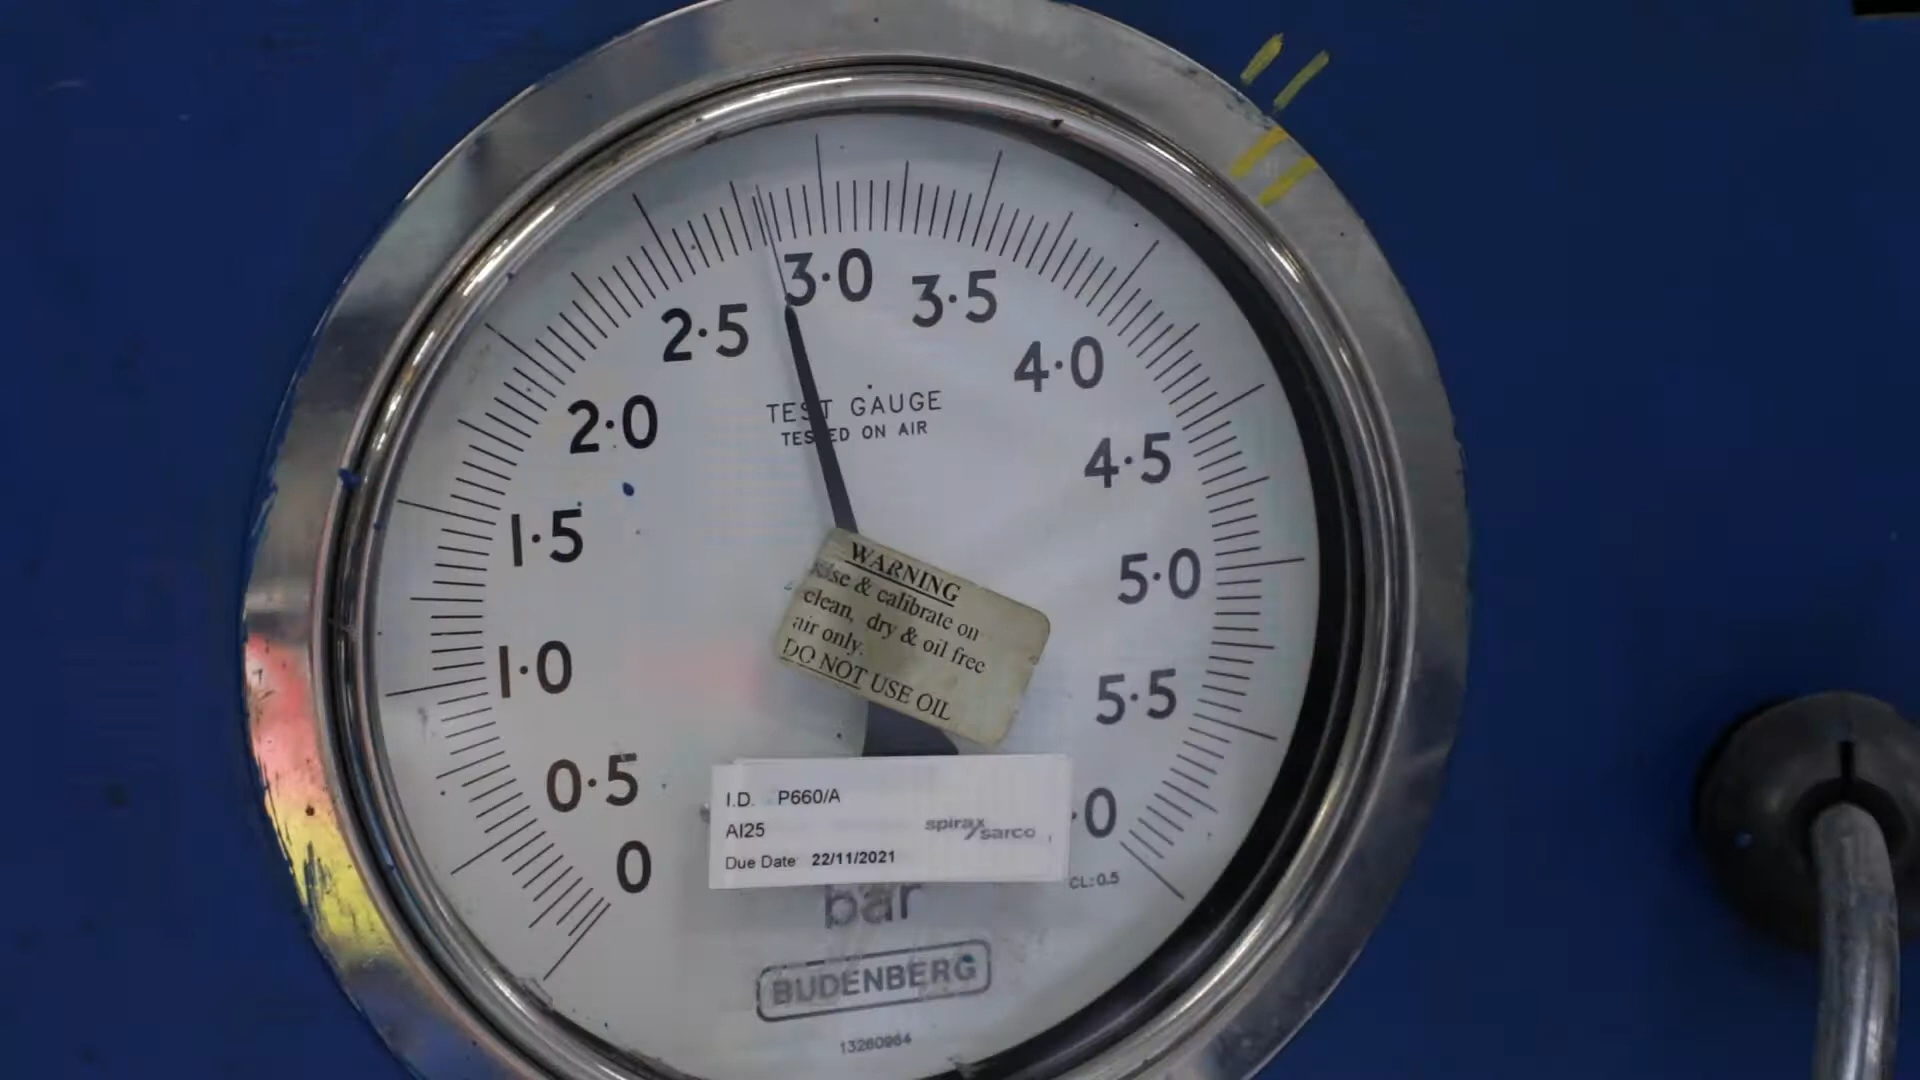 3·0
3·5
2·5
4·0
2·0
TEST GAUGE
TESTED ON AIR
4·5
1·5
5·0
WARNING
& calibrate on
clean, dry & oil free
air only.
DO NOT USE OIL
1·0
5·5
0·5
I.D. P660/A
AI25
spirax sarco
Due Date 22/11/2021
·0
0
CL:0.5
bar
BUDENBERG
13260964